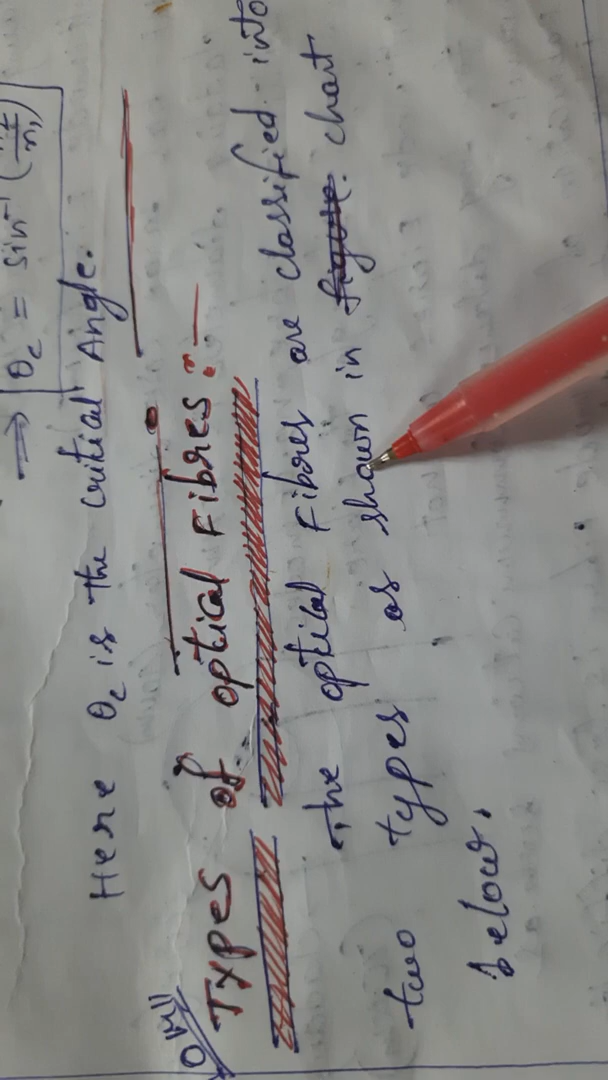 → θc = sin⁻¹ (
Here θc is the critical Angle.
Types of optical Fibres :-
The optical Fibres are classified into
two types as shown in chart
below.